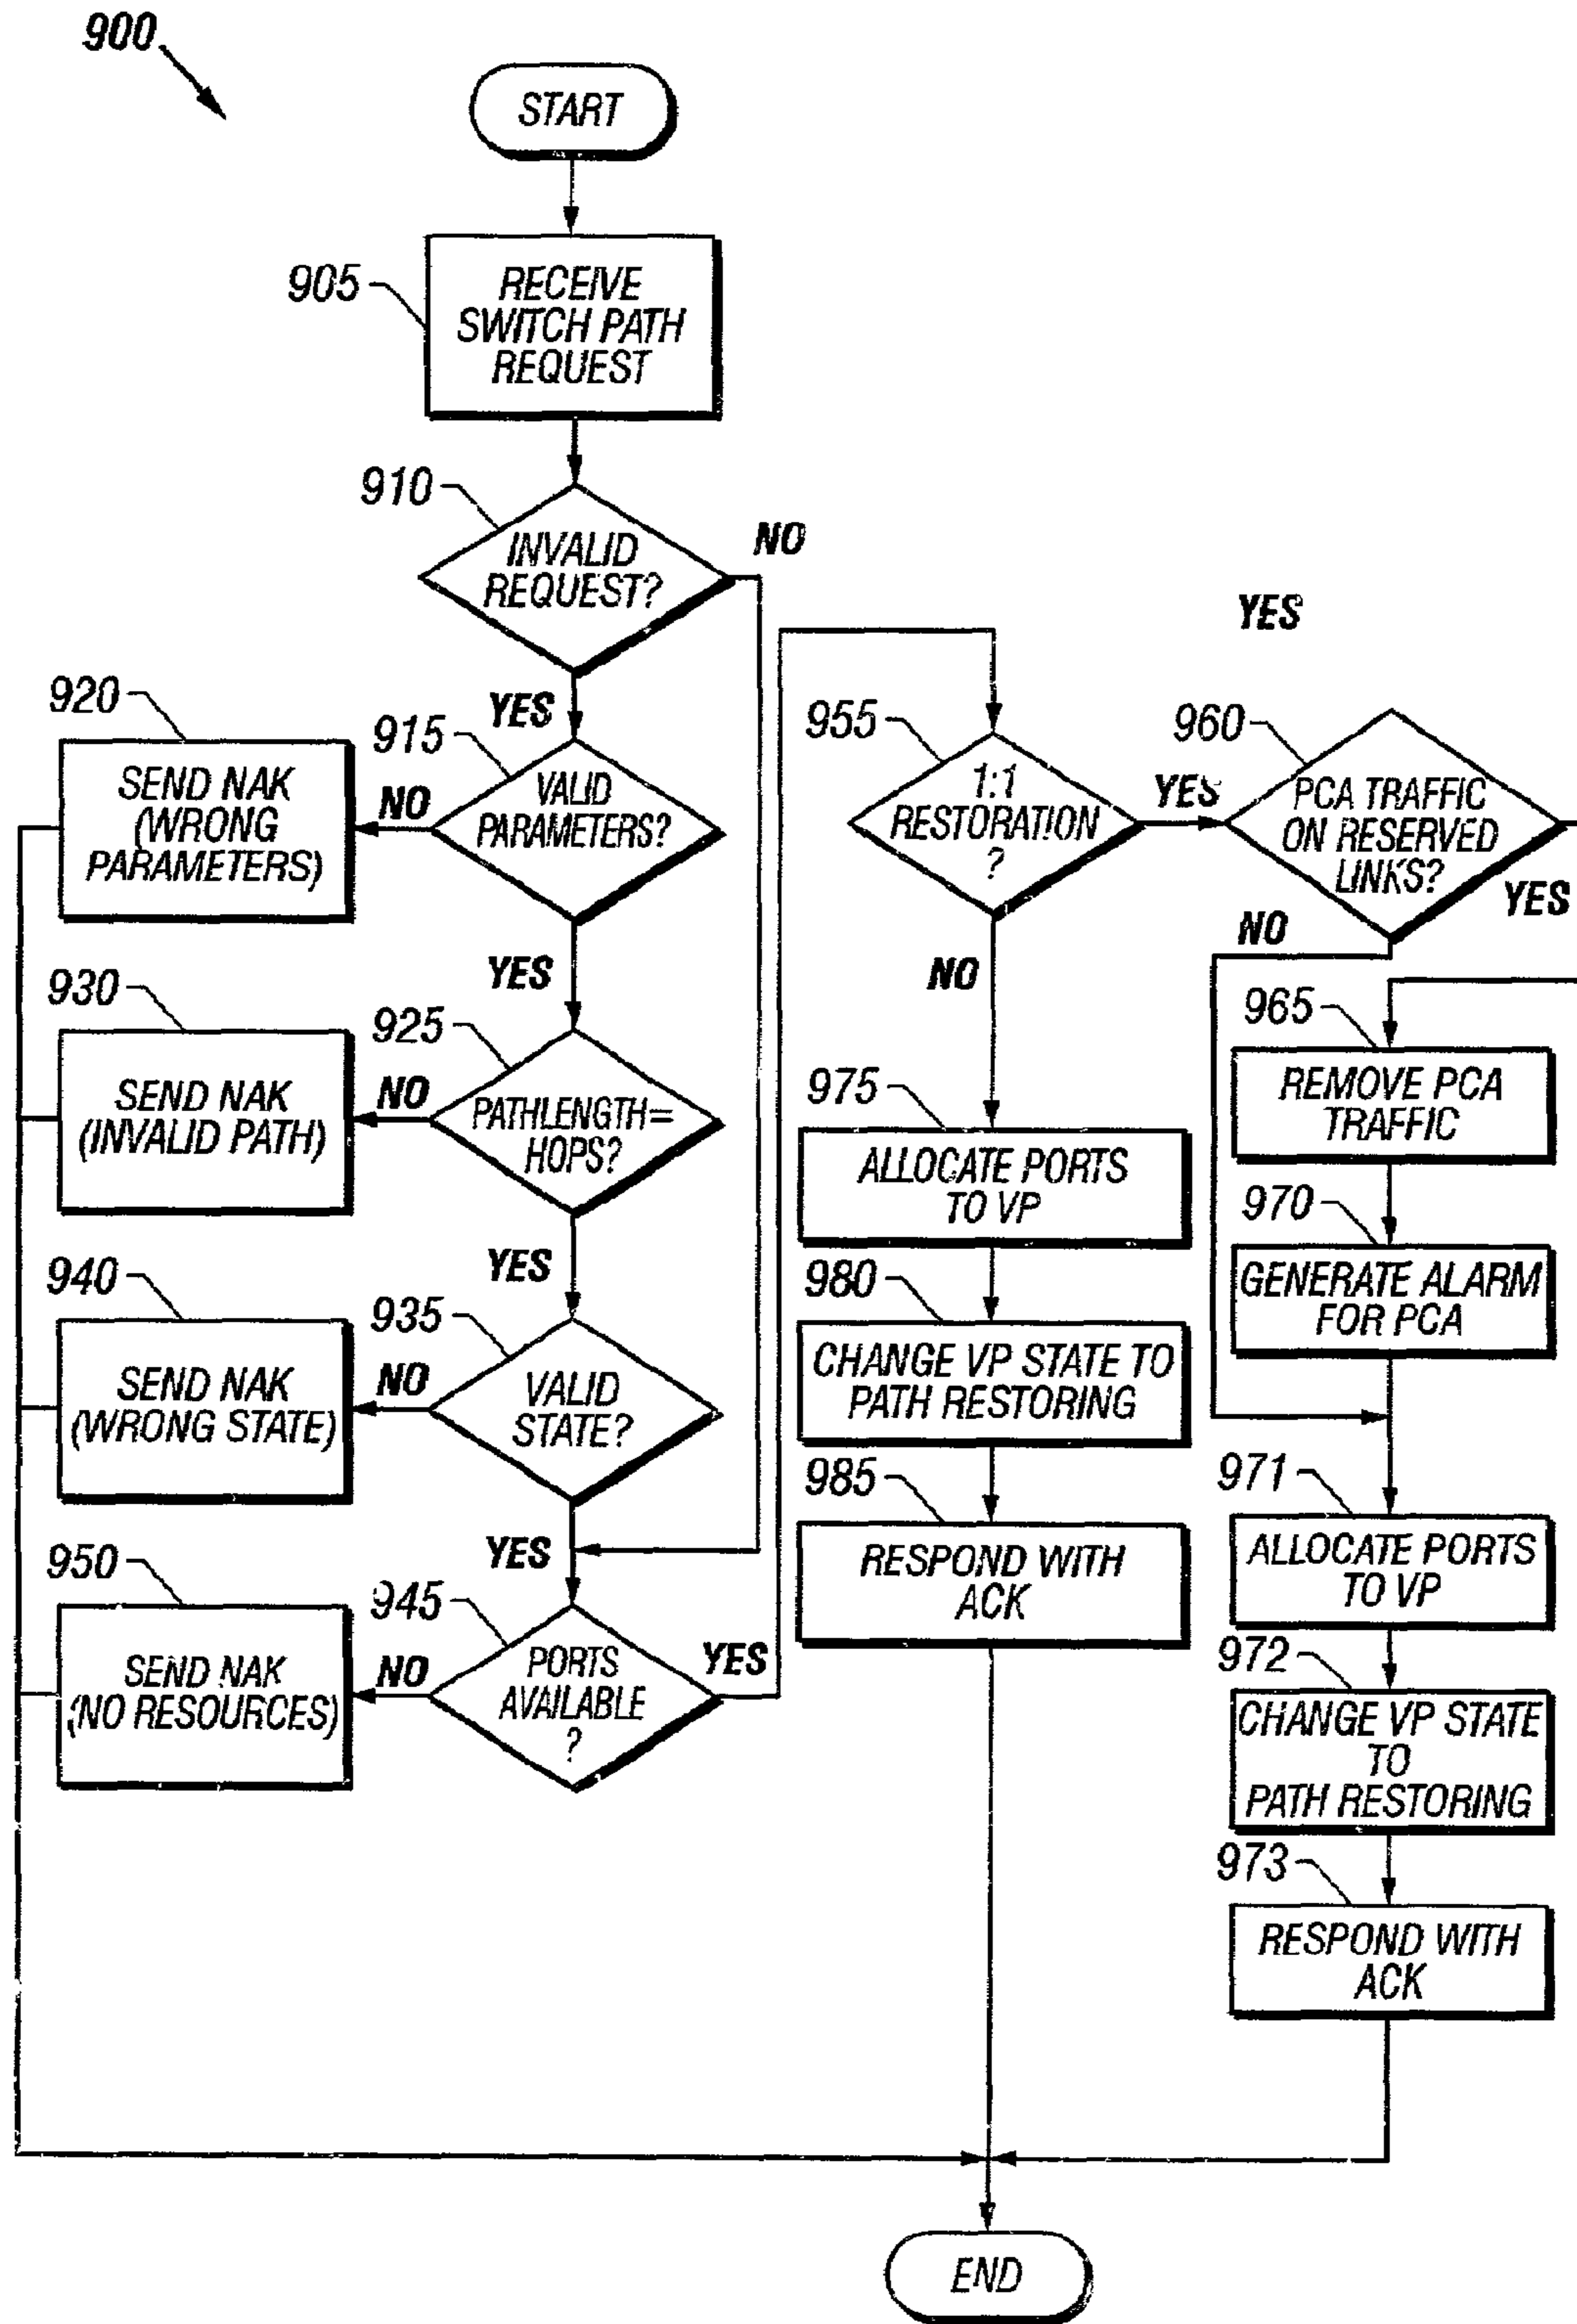 900
START
905
RECEIVE
SWITCH PATH
REQUEST
910
INVALID
REQUEST?
NO
YES
915
VALID
PARAMETERS?
NO
920
SEND NAK
(WRONG
PARAMETERS)
YES
925
PATHLENGTH=
HOPS?
NO
930
SEND NAK
(INVALID PATH)
YES
935
VALID
STATE?
NO
940
SEND NAK
(WRONG STATE)
YES
945
PORTS
AVAILABLE
?
NO
950
SEND NAK
(NO RESOURCES)
YES
955
1:1
RESTORATION
?
YES
NO
975
ALLOCATE PORTS
TO VP
980
CHANGE VP STATE TO
PATH RESTORING
985
RESPOND WITH
ACK
YES
960
PCA TRAFFIC
ON RESERVED
LINKS?
YES
NO
965
REMOVE PCA
TRAFFIC
970
GENERATE ALARM
FOR PCA
971
ALLOCATE PORTS
TO VP
972
CHANGE VP STATE
TO
PATH RESTORING
973
RESPOND WITH
ACK
END